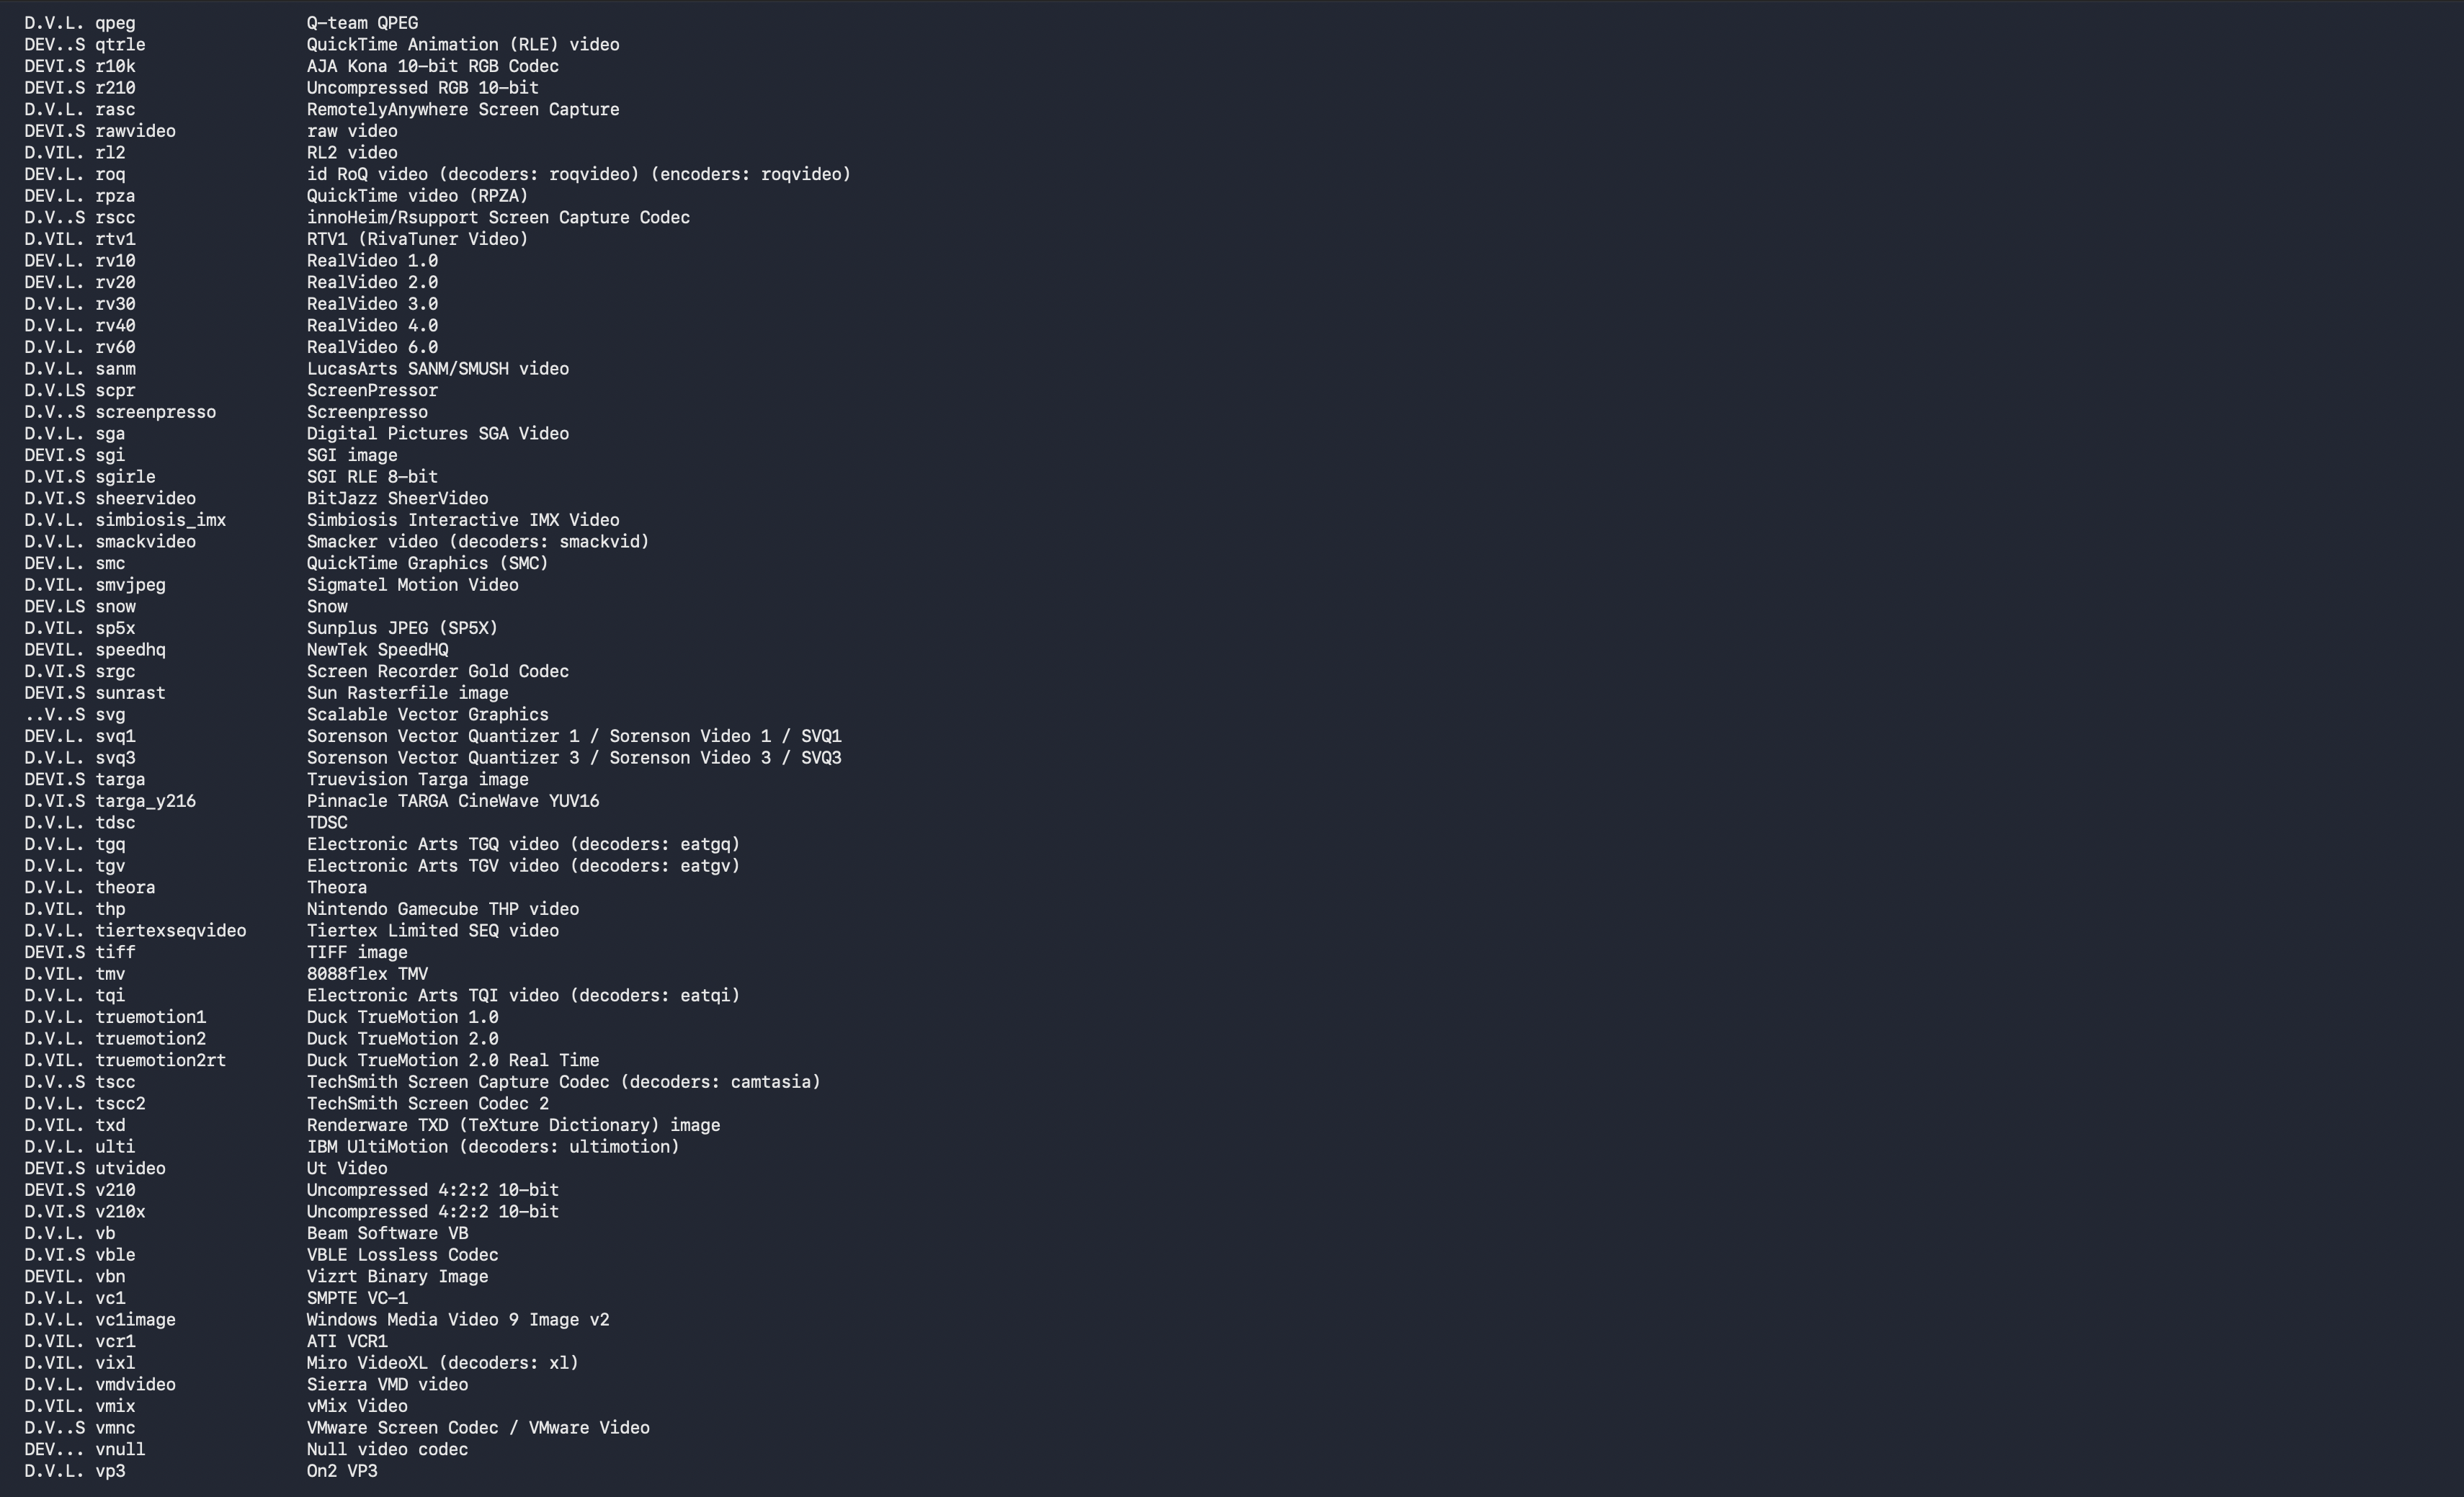 D.V.L. qpeg                 Q-team QPEG
DEV..S qtrle                QuickTime Animation (RLE) video
DEVI.S r10k                 AJA Kona 10-bit RGB Codec
DEVI.S r210                 Uncompressed RGB 10-bit
D.V.L. rasc                 RemotelyAnywhere Screen Capture
DEVI.S rawvideo             raw video
D.VIL. rl2                  RL2 video
DEV.L. roq                  id RoQ video (decoders: roqvideo) (encoders: roqvideo)
DEV.L. rpza                 QuickTime video (RPZA)
D.V..S rscc                 innoHeim/Rsupport Screen Capture Codec
D.VIL. rtv1                 RTV1 (RivaTuner Video)
DEV.L. rv10                 RealVideo 1.0
DEV.L. rv20                 RealVideo 2.0
D.V.L. rv30                 RealVideo 3.0
D.V.L. rv40                 RealVideo 4.0
D.V.L. rv60                 RealVideo 6.0
D.V.L. sanm                 LucasArts SANM/SMUSH video
D.V.LS scpr                 ScreenPressor
D.V..S screenpresso         Screenpresso
D.V.L. sga                  Digital Pictures SGA Video
DEVI.S sgi                  SGI image
D.VI.S sgirle               SGI RLE 8-bit
D.VI.S sheervideo           BitJazz SheerVideo
D.V.L. simbiosis_imx        Simbiosis Interactive IMX Video
D.V.L. smackvideo           Smacker video (decoders: smackvid)
DEV.L. smc                  QuickTime Graphics (SMC)
D.VIL. smvjpeg              Sigmatel Motion Video
DEV.LS snow                 Snow
D.VIL. sp5x                 Sunplus JPEG (SP5X)
DEVIL. speedhq              NewTek SpeedHQ
D.VI.S srgc                 Screen Recorder Gold Codec
DEVI.S sunrast              Sun Rasterfile image
..V..S svg                  Scalable Vector Graphics
DEV.L. svq1                 Sorenson Vector Quantizer 1 / Sorenson Video 1 / SVQ1
D.V.L. svq3                 Sorenson Vector Quantizer 3 / Sorenson Video 3 / SVQ3
DEVI.S targa                Truevision Targa image
D.VI.S targa_y216           Pinnacle TARGA CineWave YUV16
D.V.L. tdsc                 TDSC
D.V.L. tgq                  Electronic Arts TGQ video (decoders: eatgq)
D.V.L. tgv                  Electronic Arts TGV video (decoders: eatgv)
D.V.L. theora               Theora
D.VIL. thp                  Nintendo Gamecube THP video
D.V.L. tiertexseqvideo      Tiertex Limited SEQ video
DEVI.S tiff                 TIFF image
D.VIL. tmv                  8088flex TMV
D.V.L. tqi                  Electronic Arts TQI video (decoders: eatqi)
D.V.L. truemotion1          Duck TrueMotion 1.0
D.V.L. truemotion2          Duck TrueMotion 2.0
D.VIL. truemotion2rt        Duck TrueMotion 2.0 Real Time
D.V..S tscc                 TechSmith Screen Capture Codec (decoders: camtasia)
D.V.L. tscc2                TechSmith Screen Codec 2
D.VIL. txd                  Renderware TXD (TeXture Dictionary) image
D.V.L. ulti                 IBM UltiMotion (decoders: ultimotion)
DEVI.S utvideo              Ut Video
DEVI.S v210                 Uncompressed 4:2:2 10-bit
D.VI.S v210x                Uncompressed 4:2:2 10-bit
D.V.L. vb                   Beam Software VB
D.VI.S vble                 VBLE Lossless Codec
DEVIL. vbn                  Vizrt Binary Image
D.V.L. vc1                  SMPTE VC-1
D.V.L. vc1image             Windows Media Video 9 Image v2
D.VIL. vcr1                 ATI VCR1
D.VIL. vixl                 Miro VideoXL (decoders: xl)
D.V.L. vmdvideo             Sierra VMD video
D.VIL. vmix                 vMix Video
D.V..S vmnc                 VMware Screen Codec / VMware Video
DEV... vnull                Null video codec
D.V.L. vp3                  On2 VP3